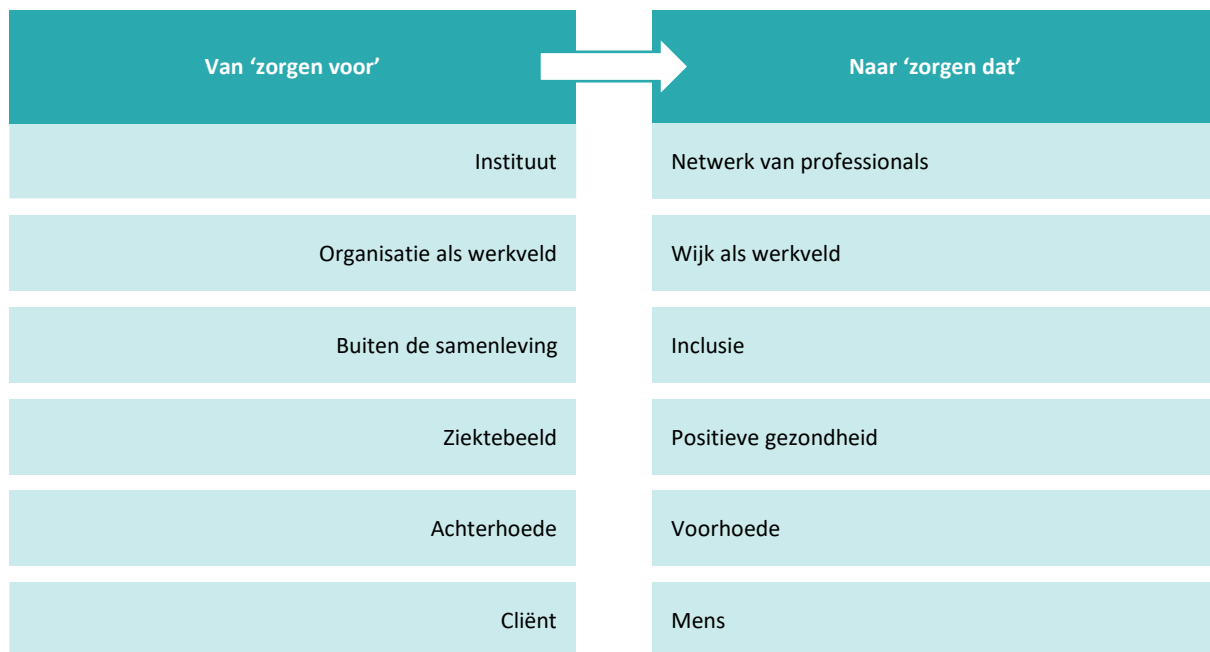 Van ‘zorgen voor’
Naar ‘zorgen dat’
Instituut
Netwerk van professionals
Organisatie als werkveld
Wijk als werkveld
Buiten de samenleving
Inclusie
Ziektebeeld
Positieve gezondheid
Achterhoede
Voorhoede
Cliënt
Mens